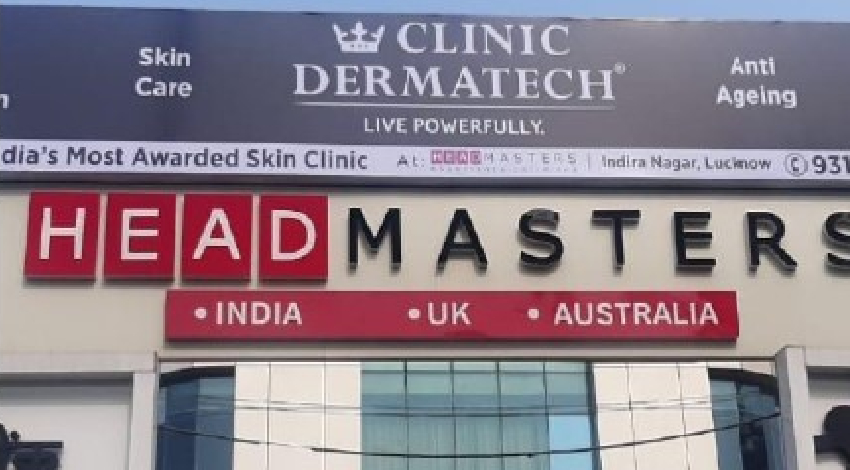 Skin
Care
CLINIC
DERMATECH®
LIVE POWERFULLY.
Anti
Ageing
dia's Most Awarded Skin Clinic At: HEADMASTERS | Indira Nagar, Lucknow 931
HEADMASTERS
• INDIA • UK • AUSTRALIA